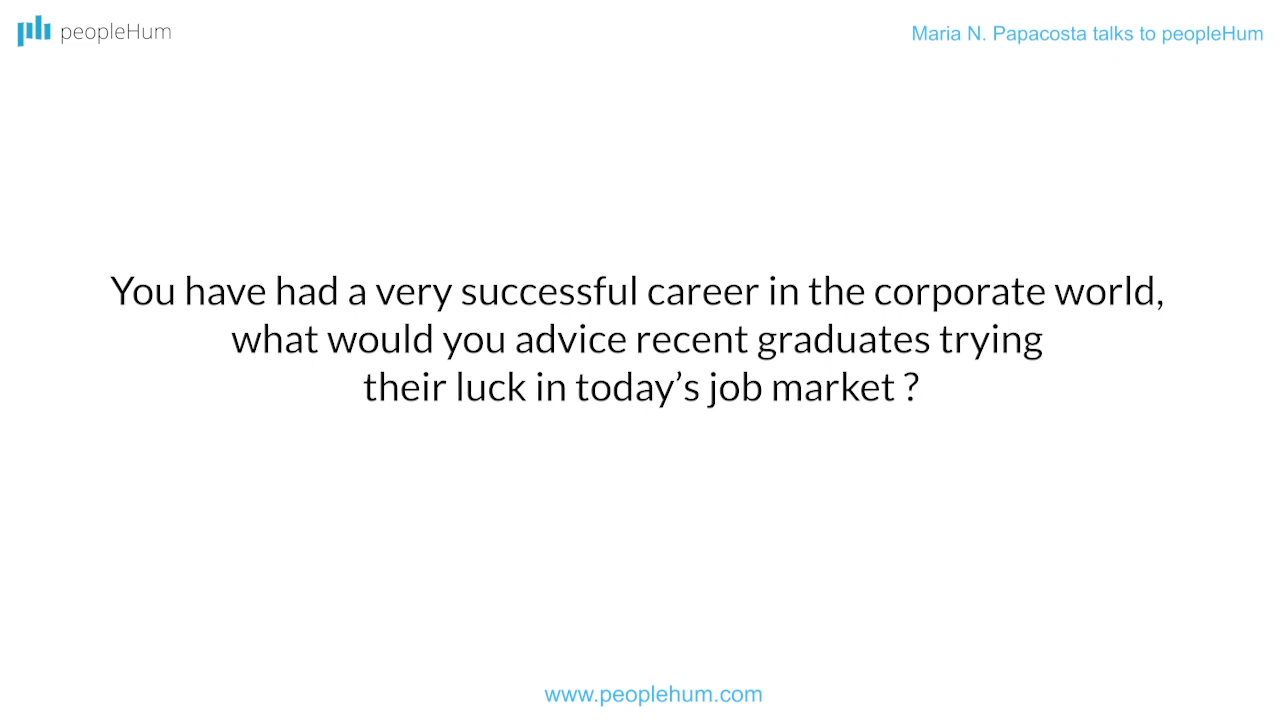 peopleHum
Maria N. Papacosta talks to peopleHum
You have had a very successful career in the corporate world,
what would you advice recent graduates trying
their luck in today’s job market ?
www.peoplehum.com